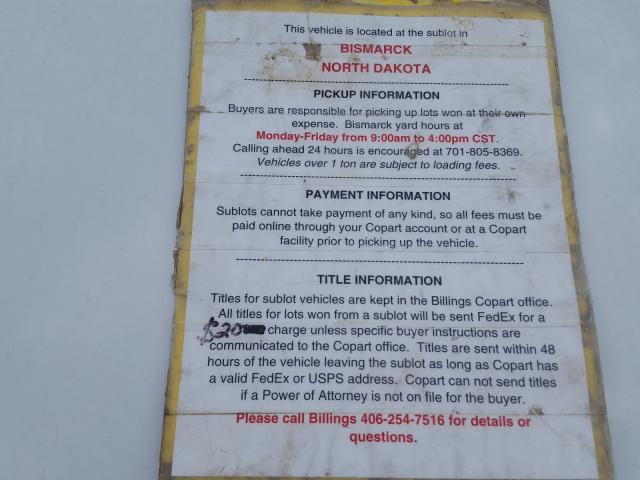 This vehicle is located at the sublot in
BISMARCK
NORTH DAKOTA
PICKUP INFORMATION
Buyers are responsible for picking up lots won at their own
expense. Bismarck yard hours at
Monday-Friday from 9:00am to 4:00pm CST.
Calling ahead 24 hours is encouraged at 701-805-8369.
Vehicles over 1 ton are subject to loading fees.
PAYMENT INFORMATION
Sublots cannot take payment of any kind, so all fees must be
paid online through your Copart account or at a Copart
facility prior to picking up the vehicle.
TITLE INFORMATION
Titles for sublot vehicles are kept in the Billings Copart office.
All titles for lots won from a sublot will be sent FedEx for a
$20 charge unless specific buyer instructions are
communicated to the Copart office. Titles are sent within 48
hours of the vehicle leaving the sublot as long as Copart has
a valid FedEx or USPS address. Copart can not send titles
if a Power of Attorney is not on file for the buyer.
Please call Billings 406-254-7516 for details or
questions.